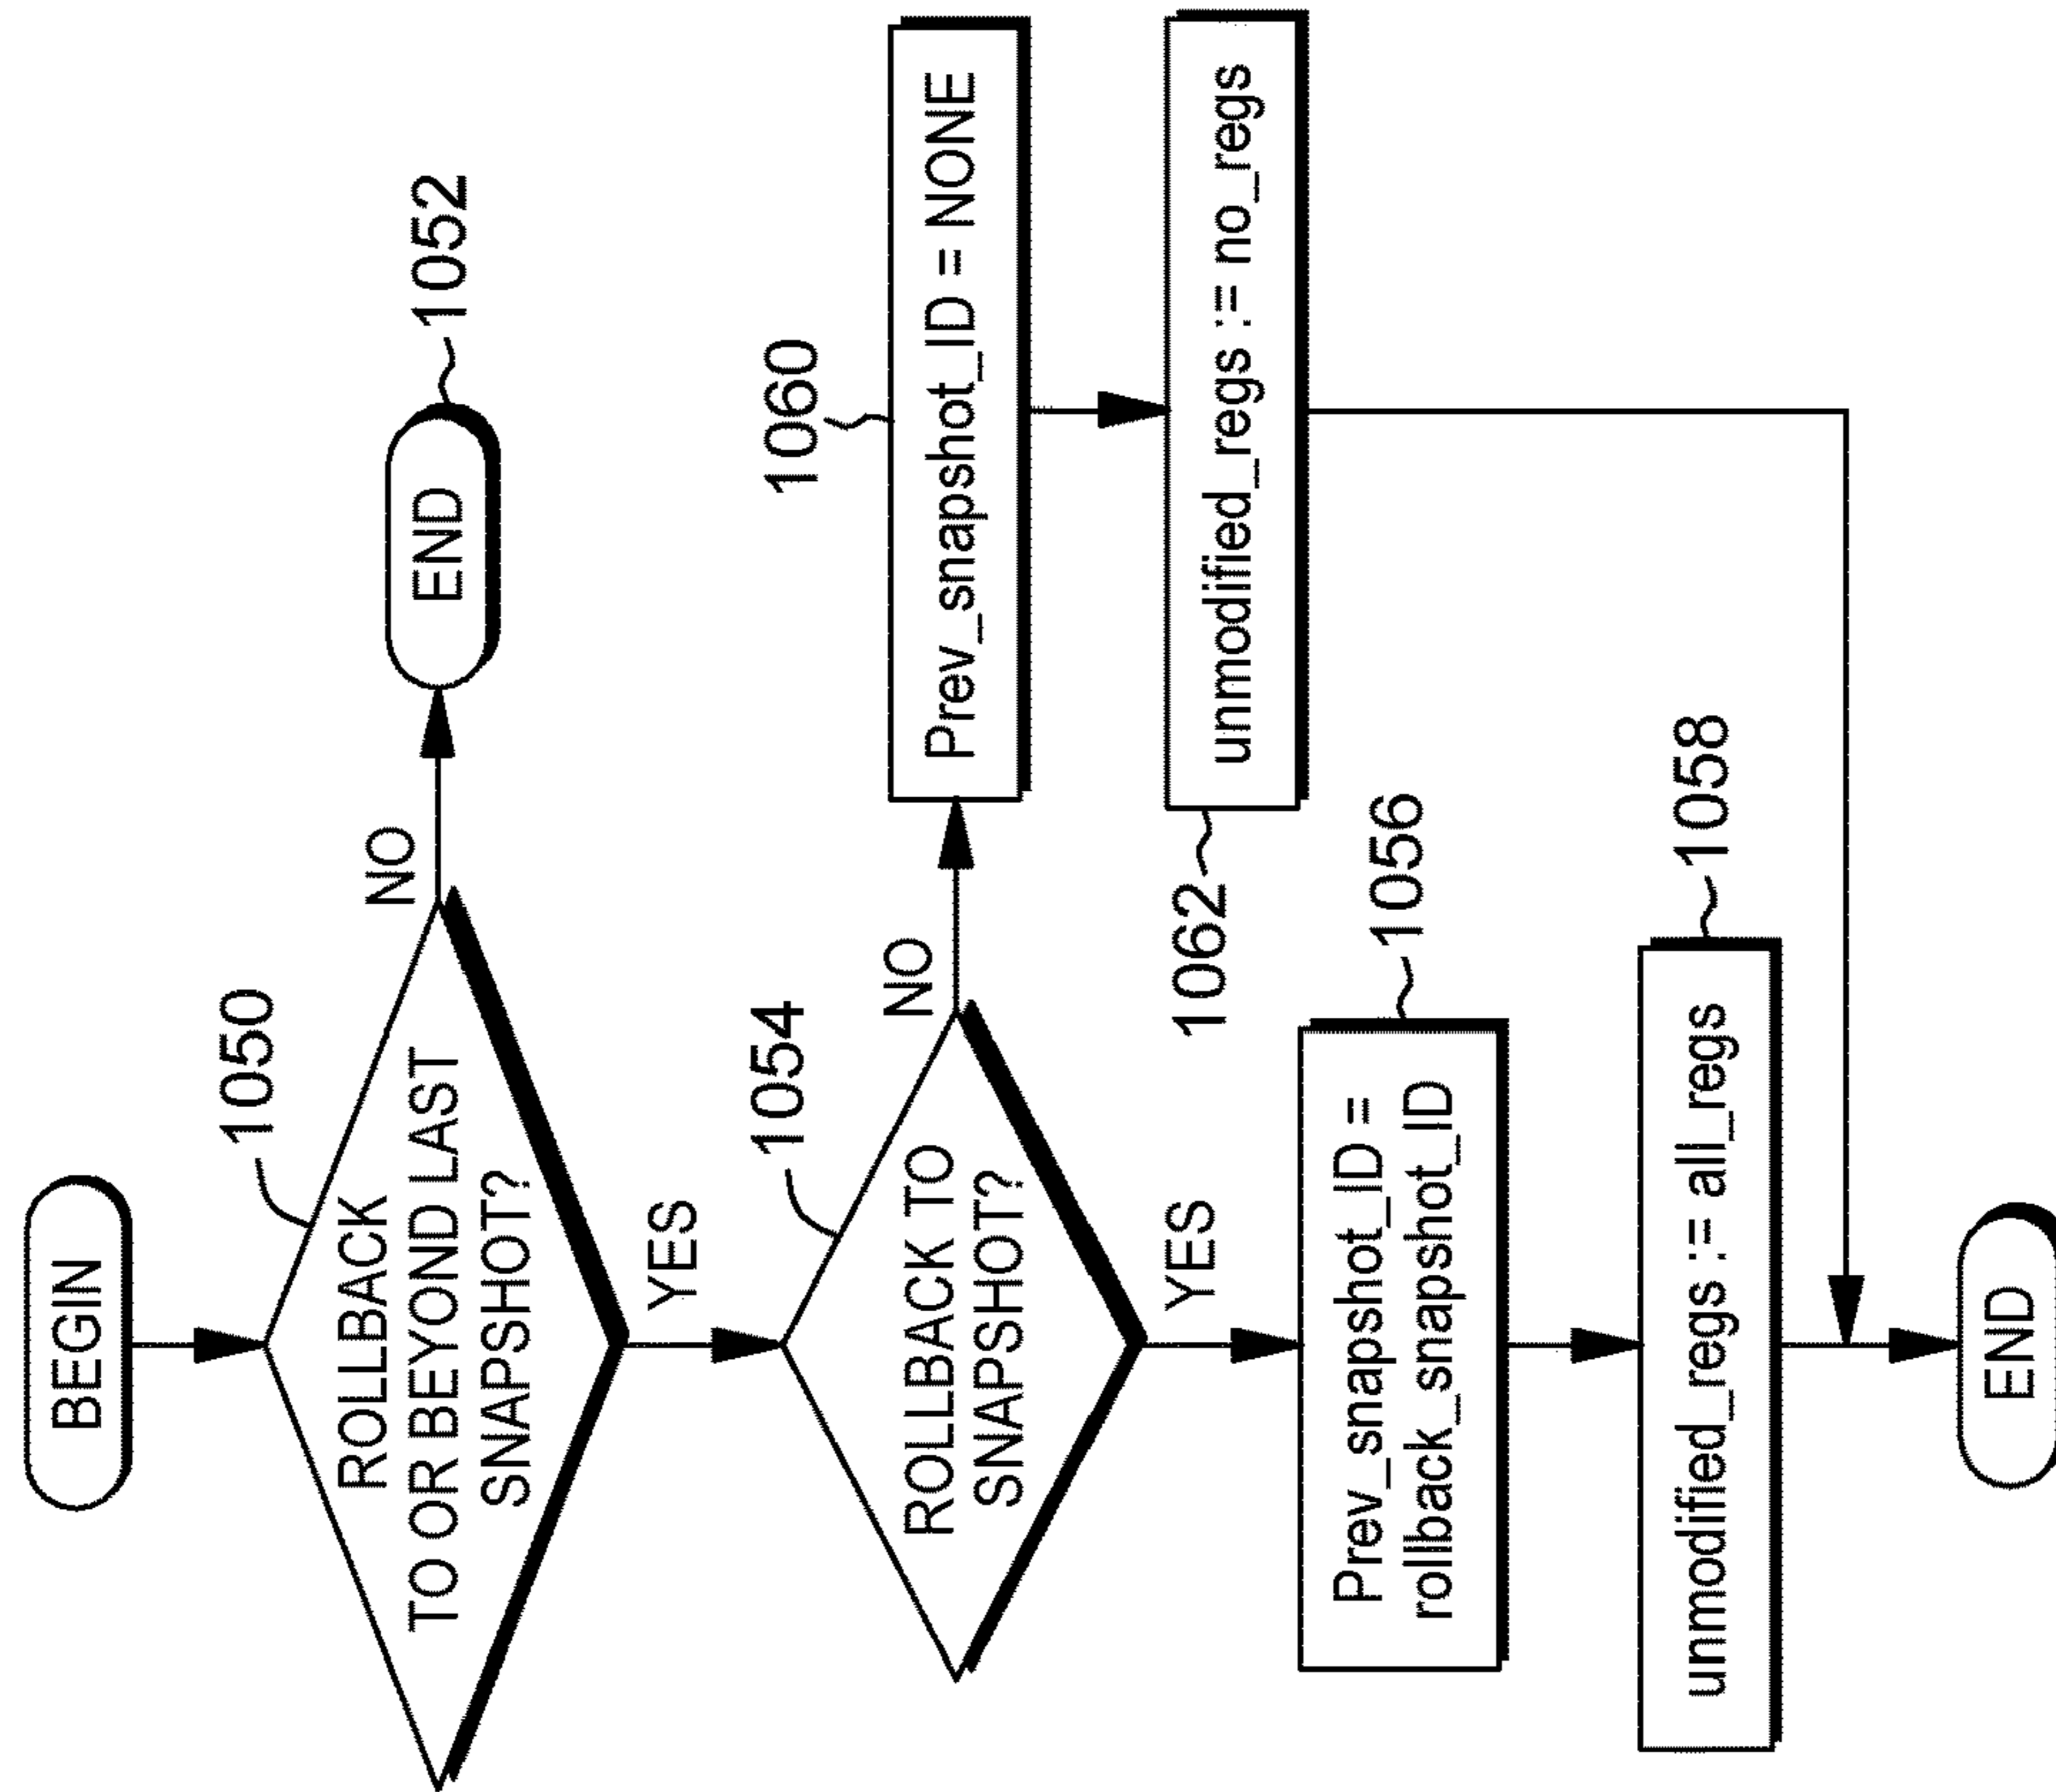 BEGIN
1050
ROLLBACK
TO OR BEYOND LAST
SNAPSHOT?
NO
END
1052
YES
1054
ROLLBACK TO
SNAPSHOT?
NO
1060
Prev_snapshot_ID = NONE
unmodified_regs := no_regs
1062
YES
Prev_snapshot_ID =
rollback_snapshot_ID
1056
unmodified_regs := all_regs
1058
END